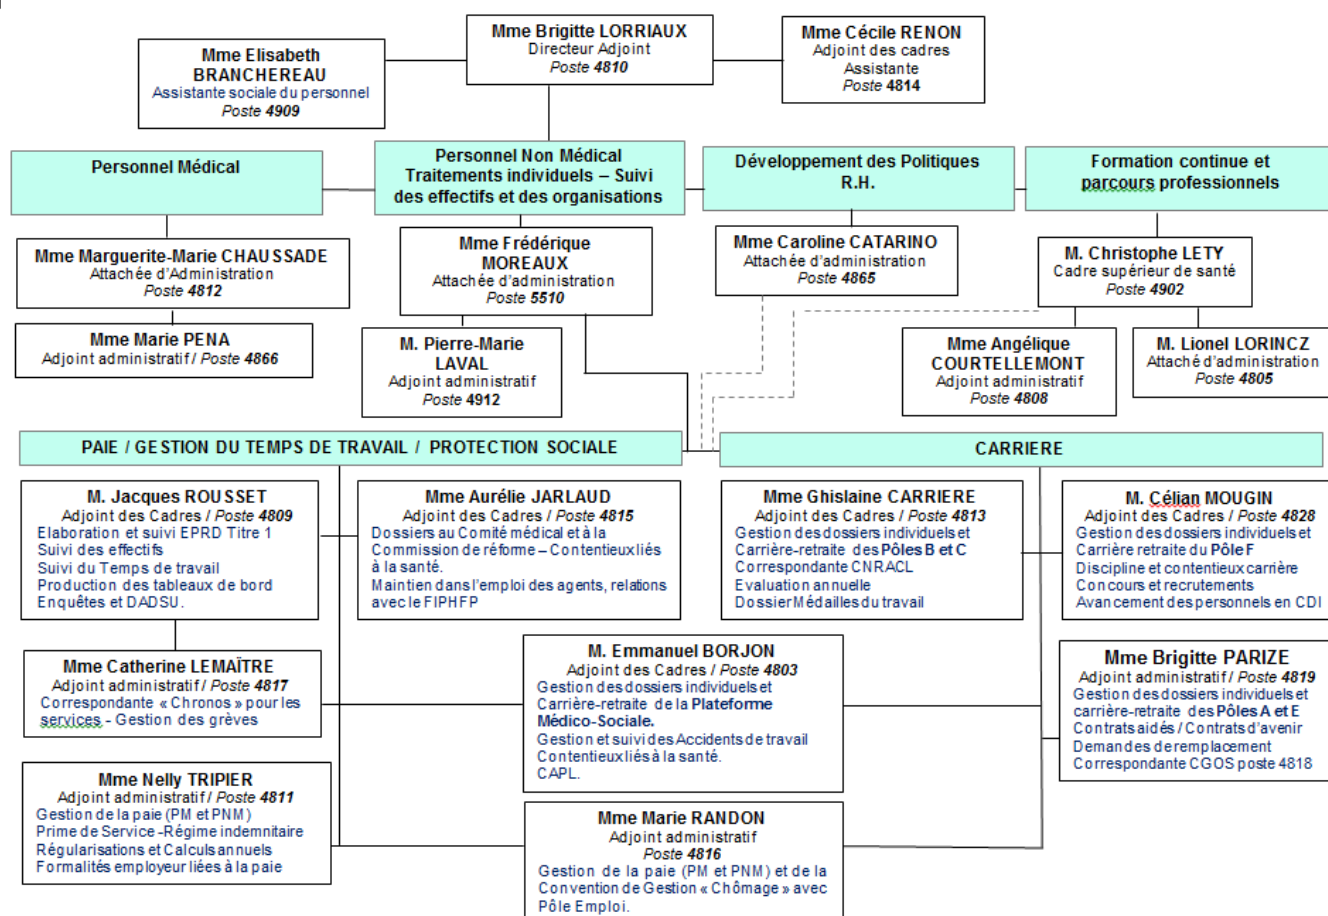 Mme Brigitte LORRIAUX
Directeur Adjoint
Poste 4810
Mme Elisabeth
BRANCHEREAU
Assistante sociale du personnel
Poste 4909
Mme Cécile RENON
Adjoint des cadres
Assistante
Poste 4814
Personnel Médical
Personnel Non Médical
Traitements individuels – Suivi
des effectifs et des organisations
Développement des Politiques
R.H.
Formation continue et
parcours professionnels
Mme Marguerite-Marie CHAUSSADE
Attachée d'Administration
Poste 4812
Mme Marie PENA
Adjoint administratif / Poste 4866
Mme Frédérique
MOREAUX
Attachée d'administration
Poste 5510
M. Pierre-Marie
LAVAL
Adjoint administratif
Poste 4912
Mme Caroline CATARINO
Attachée d'administration
Poste 4865
M. Christophe LETY
Cadre supérieur de santé
Poste 4902
Mme Angélique
COURTELLEMONT
Adjoint administratif
Poste 4808
M. Lionel LORINCZ
Attaché d'administration
Poste 4805
PAIE / GESTION DU TEMPS DE TRAVAIL / PROTECTION SOCIALE
CARRIERE
M. Jacques ROUSSET
Adjoint des Cadres / Poste 4809
Elaboration et suivi EPRD Titre 1
Suivi des effectifs
Suivi du Temps de travail
Production des tableaux de bord
Enquêtes et DADSU.
Mme Aurélie JARLAUD
Adjoint des Cadres / Poste 4815
Dossiers au Comité médical et à la
Commission de réforme – Contentieux liés
à la santé.
Maintien dans l'emploi des agents, relations
avec le FIPHFP
Mme Ghislaine CARRIERE
Adjoint des Cadres / Poste 4813
Gestion des dossiers individuels et
Carrière-retraite des Pôles B et C
Correspondante CNRACL
Evaluation annuelle
Dossier Médailles du travail
M. Célian MOUGIN
Adjoint des Cadres / Poste 4828
Gestion des dossiers individuels et
Carrière retraite du Pôle F
Discipline et contentieux carrière
Concours et recrutements
Avancement des personnels en CDI
Mme Catherine LEMAÎTRE
Adjoint administratif / Poste 4817
Correspondante « Chronos » pour les
services - Gestion des grèves
M. Emmanuel BORJON
Adjoint des Cadres / Poste 4803
Gestion des dossiers individuels et
Carrière-retraite de la Plateforme
Médico-Sociale.
Gestion et suivi des Accidents de travail
Contentieux liés à la santé.
CAPL.
Mme Brigitte PARIZE
Adjoint administratif / Poste 4819
Gestion des dossiers individuels et
carrière-retraite des Pôles A et E
Contrats aidés / Contrats d'avenir
Demandes de remplacement
Correspondante CGOS poste 4818
Mme Nelly TRIPIER
Adjoint administratif / Poste 4811
Gestion de la paie (PM et PNM)
Prime de Service -Régime indemnitaire
Régularisations et Calculs annuels
Formalités employeur liées à la paie
Mme Marie RANDON
Adjoint administratif
Poste 4816
Gestion de la paie (PM et PNM) et de la
Convention de Gestion « Chômage » avec
Pôle Emploi.